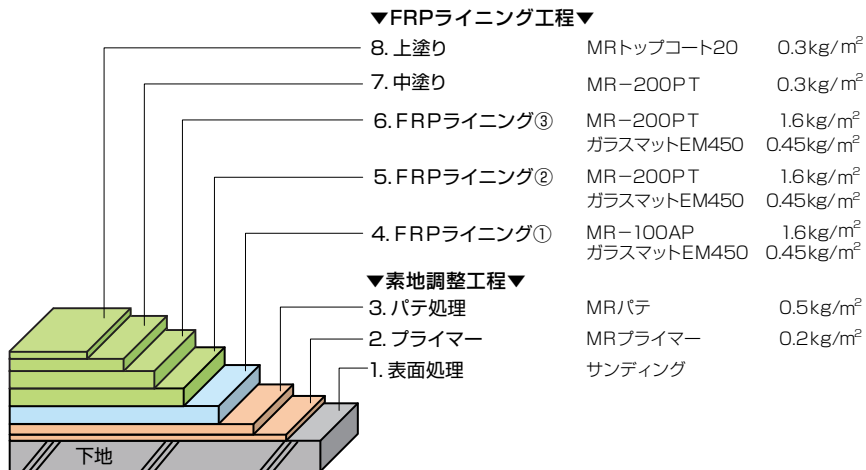 ▼FRPライニング工程▼
8. 上塗り MRトップコート20 0.3kg/m²
7. 中塗り MR−200PT 0.3kg/m²
6. FRPライニング③ MR−200PT 1.6kg/m²
ガラスマットEM450 0.45kg/m²
5. FRPライニング② MR−200PT 1.6kg/m²
ガラスマットEM450 0.45kg/m²
4. FRPライニング① MR−100AP 1.6kg/m²
ガラスマットEM450 0.45kg/m²
▼素地調整工程▼
3. パテ処理 MRパテ 0.5kg/m²
2. プライマー MRプライマー 0.2kg/m²
1. 表面処理 サンディング
下地